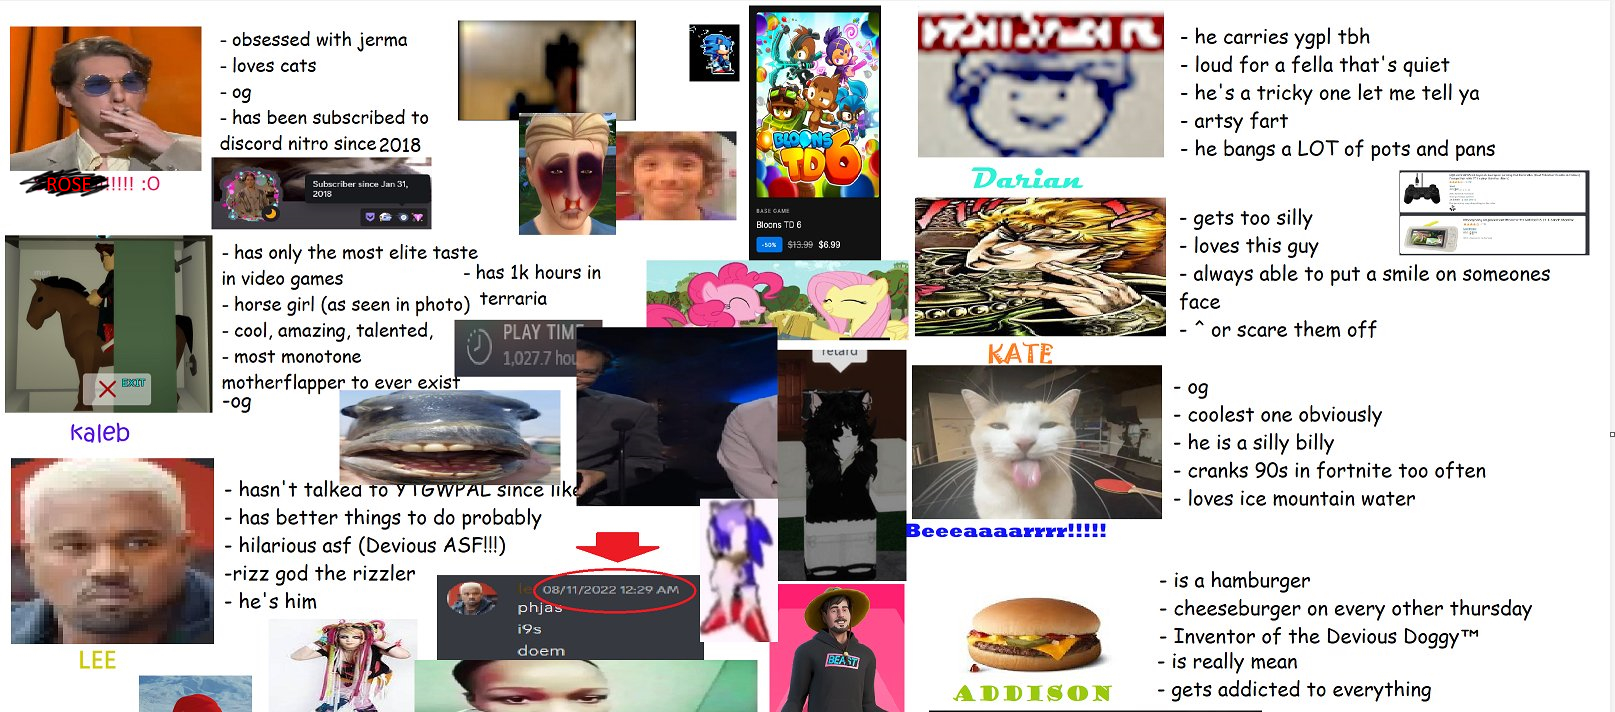 - obsessed with jerma
- loves cats
- og
- has been subscribed to
discord nitro since 2018
ROSE !!!!! :O
Subscriber since Jan 31,
2018
- has only the most elite taste
in video games
- horse girl (as seen in photo)
- cool, amazing, talented,
- most monotone
motherflapper to ever exist
-og
man
EXIT
kaleb
- has 1k hours in
terraria
PLAY TIME
1,027.7 hou
- hasn't talked to YTGWPAL since like
- has better things to do probably
- hilarious asf (Devious ASF!!!)
-rizz god the rizzler
- he's him
LEE
le 08/11/2022 12:29 AM
phjas
i9s
doem
BLOONS
TD 6
BASE GAME
Bloons TD 6
-50% $13.99 $6.99
retard
BEAST
- he carries ygpl tbh
- loud for a fella that's quiet
- he's a tricky one let me tell ya
- artsy fart
- he bangs a LOT of pots and pans
Darian
- gets too silly
- loves this guy
- always able to put a smile on someones
face
- ^ or scare them off
KATE
- og
- coolest one obviously
- he is a silly billy
- cranks 90s in fortnite too often
- loves ice mountain water
Beeeaaaarrrr!!!!!
- is a hamburger
- cheeseburger on every other thursday
- Inventor of the Devious Doggy™
- is really mean
- gets addicted to everything
ADDISON